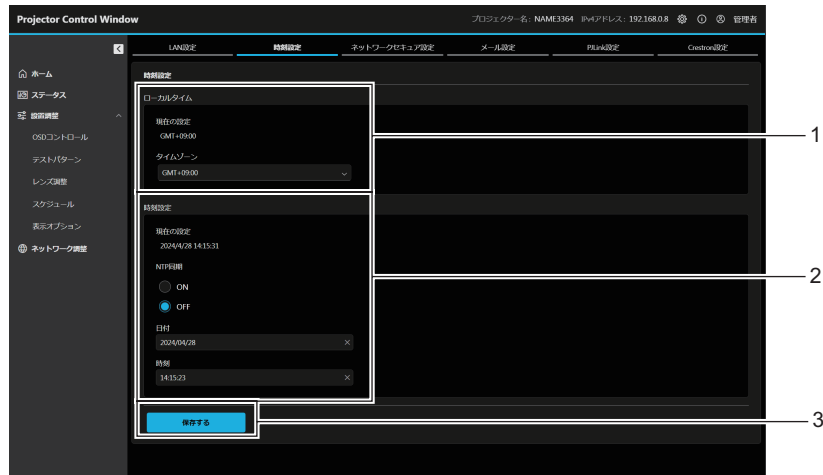 Projector Control Window
プロジェクター名: NAME3364 IPv4アドレス: 192.168.0.8 管理者
LAN設定 時刻設定 ネットワークセキュア設定 メール設定 PJLink設定 Crestron設定
ホーム
ステータス
設置調整
OSDコントロール
テストパターン
レンズ調整
スケジュール
表示オプション
ネットワーク調整
時刻設定
ローカルタイム
現在の設定
GMT+09:00
タイムゾーン
GMT+09:00
1
時刻設定
現在の設定
2024/4/28 14:15:31
NTP同期
ON
OFF
日付
2024/04/28
時刻
14:15:23
2
保存する
3